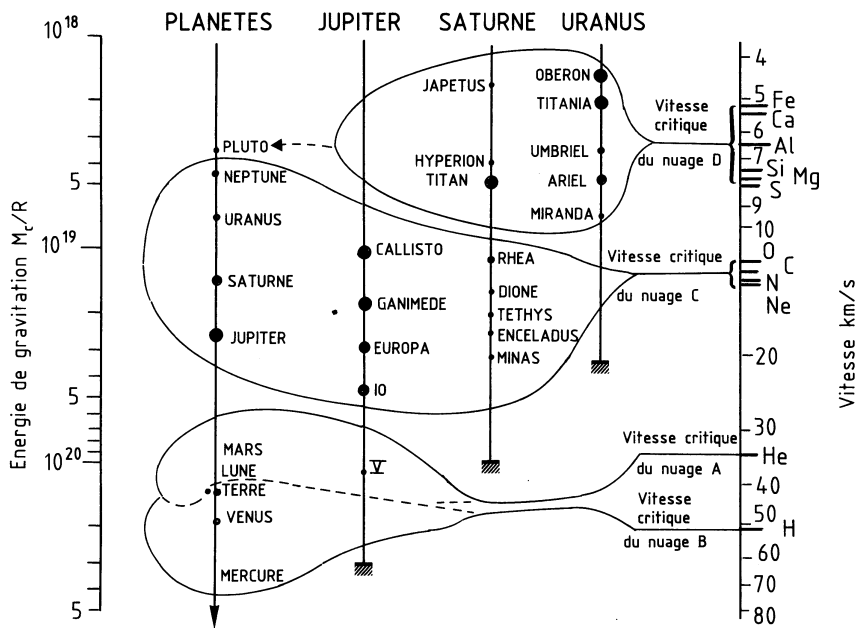 PLANETES JUPITER SATURNE URANUS
Energie de gravitation M_c/R
10^18
5
10^19
5
10^20
5
PLUTO
NEPTUNE
URANUS
SATURNE
JUPITER
MARS
LUNE
TERRE
VENUS
MERCURE
CALLISTO
GANIMEDE
EUROPA
IO
V
JAPETUS
HYPERION
TITAN
RHEA
DIONE
TETHYS
ENCELADUS
MINAS
OBERON
TITANIA
UMBRIEL
ARIEL
MIRANDA
Vitesse
critique
du nuage D
Vitesse critique
du nuage C
Vitesse critique
du nuage A
Vitesse
critique
du nuage B
4
5
6
7
9
10
20
30
40
50
60
70
80
Fe
Ca
Al
Si Mg
S
O
C
N
Ne
He
H
Vitesse km/s